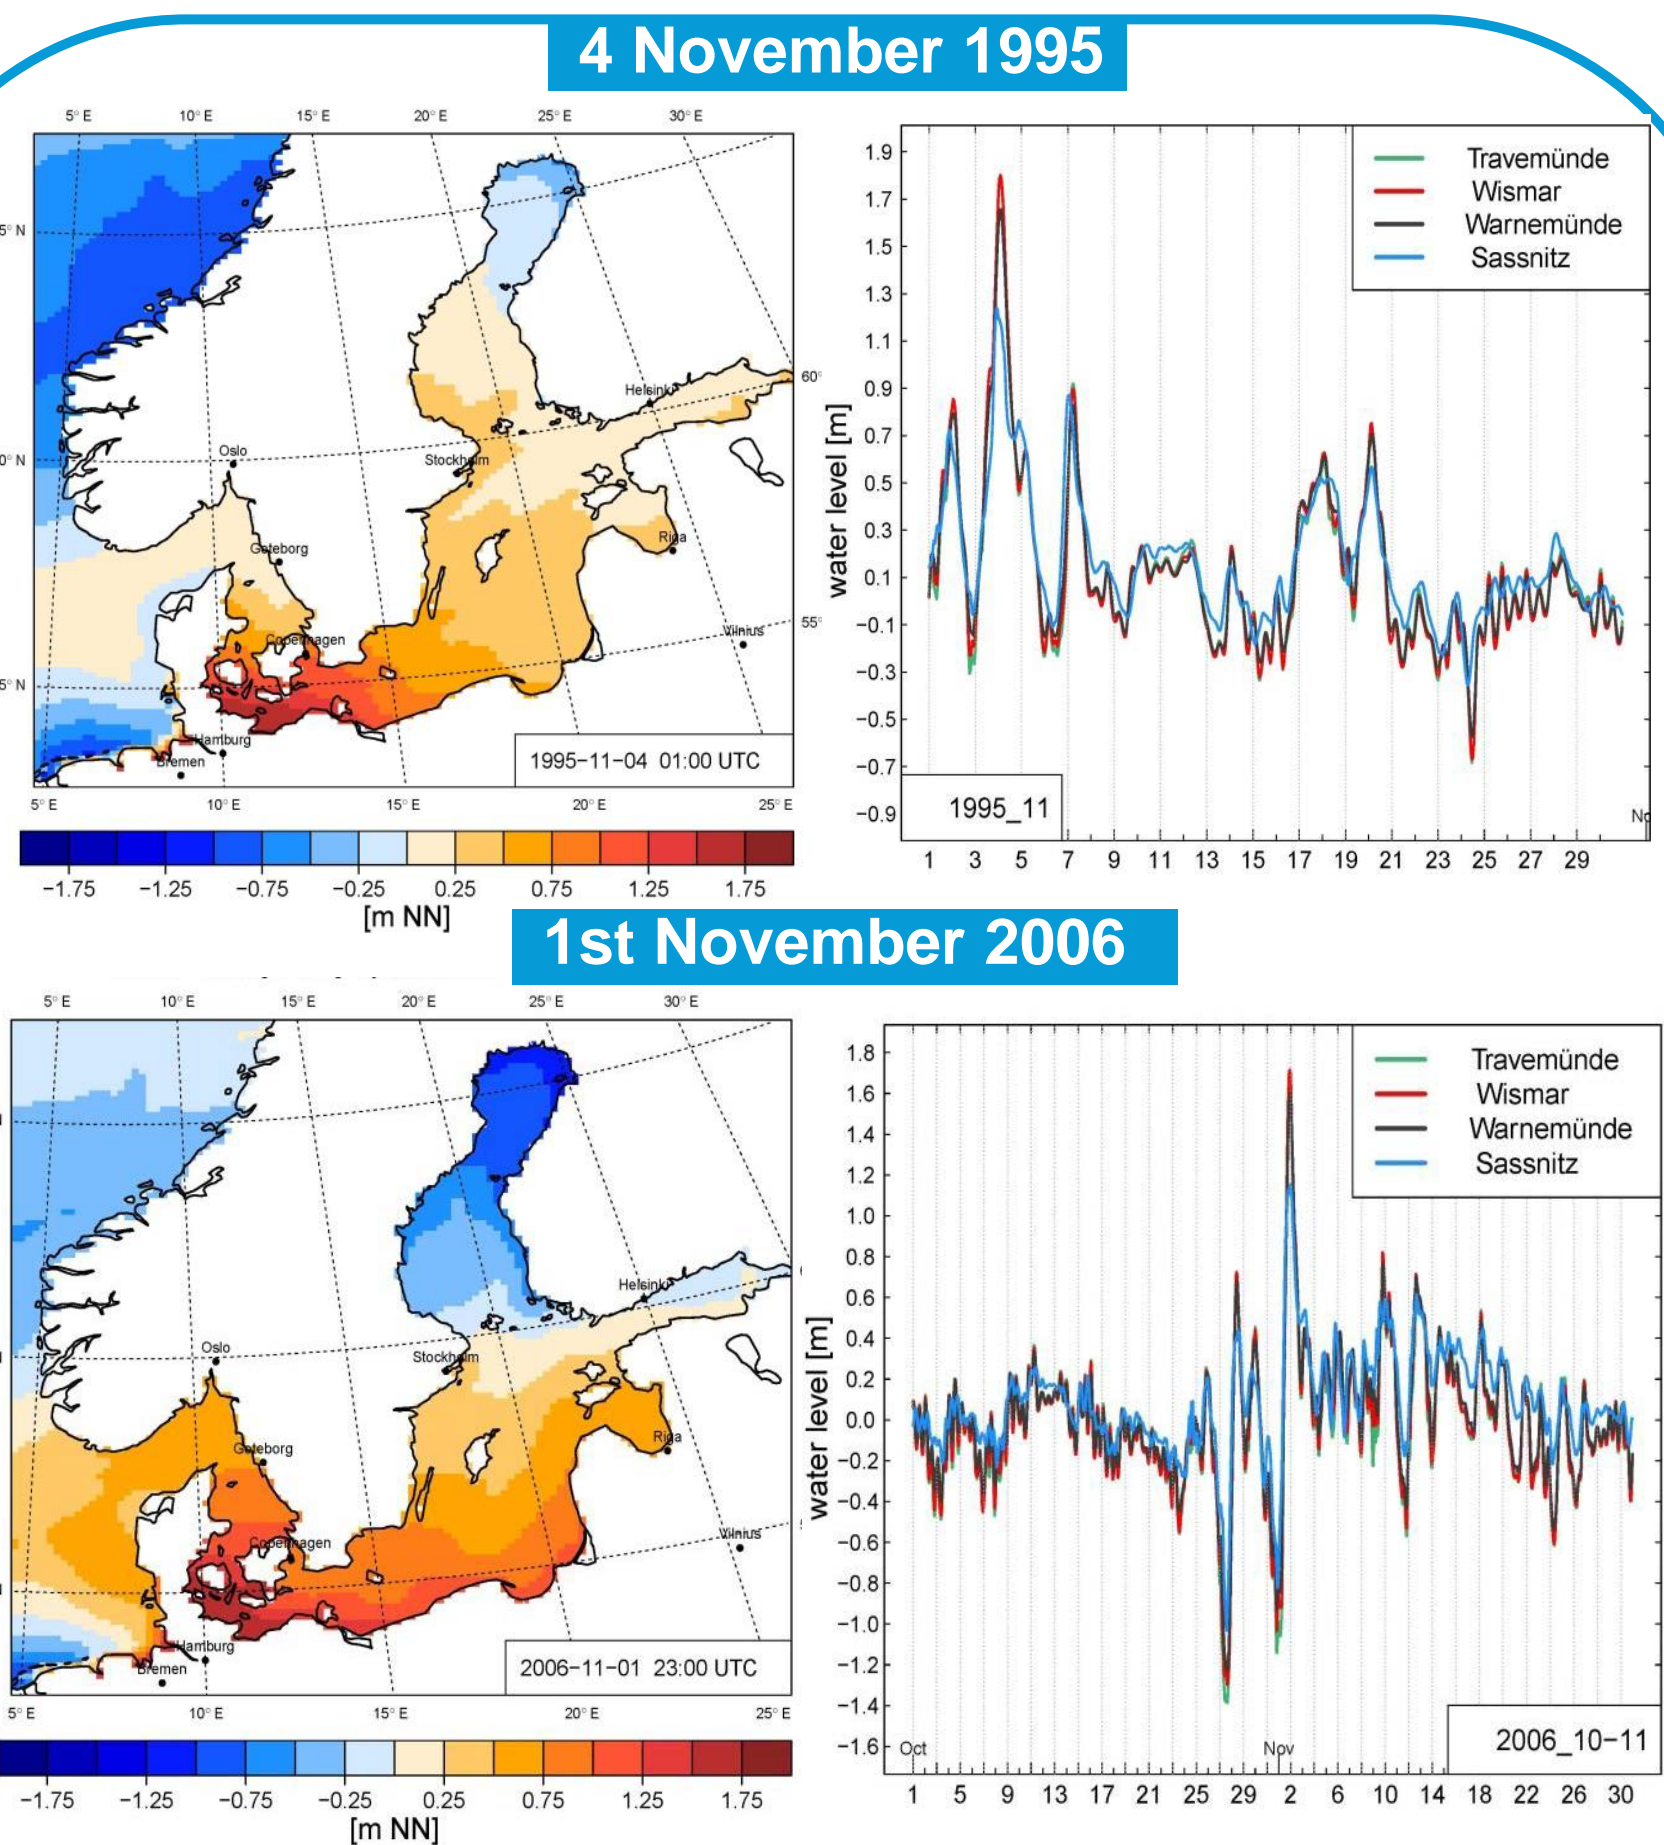 4 November 1995
5° E 10° E 15° E 20° E 25° E 30° E
5° N
60°
0° N
55°
5° N
Oslo
Stockholm
Helsinki
Göteborg
Riga
Copenhagen
Vilnius
Hamburg
Bremen
1995-11-04 01:00 UTC
5° E 10° E 15° E 20° E 25° E
-1.75 -1.25 -0.75 -0.25 0.25 0.75 1.25 1.75
[m NN]
water level [m]
1.9
1.7
1.5
1.3
1.1
0.9
0.7
0.5
0.3
0.1
-0.1
-0.3
-0.5
-0.7
-0.9
Travemünde
Wismar
Warnemünde
Sassnitz
1995_11
1 3 5 7 9 11 13 15 17 19 21 23 25 27 29
1st November 2006
5° E 10° E 15° E 20° E 25° E 30° E
Oslo
Stockholm
Helsinki
Göteborg
Riga
Copenhagen
Vilnius
Hamburg
Bremen
2006-11-01 23:00 UTC
5° E 10° E 15° E 20° E 25° E
-1.75 -1.25 -0.75 -0.25 0.25 0.75 1.25 1.75
[m NN]
water level [m]
1.8
1.6
1.4
1.2
1.0
0.8
0.6
0.4
0.2
0.0
-0.2
-0.4
-0.6
-0.8
-1.0
-1.2
-1.4
-1.6
Travemünde
Wismar
Warnemünde
Sassnitz
Oct Nov
2006_10-11
1 5 9 13 17 21 25 29 2 6 10 14 18 22 26 30